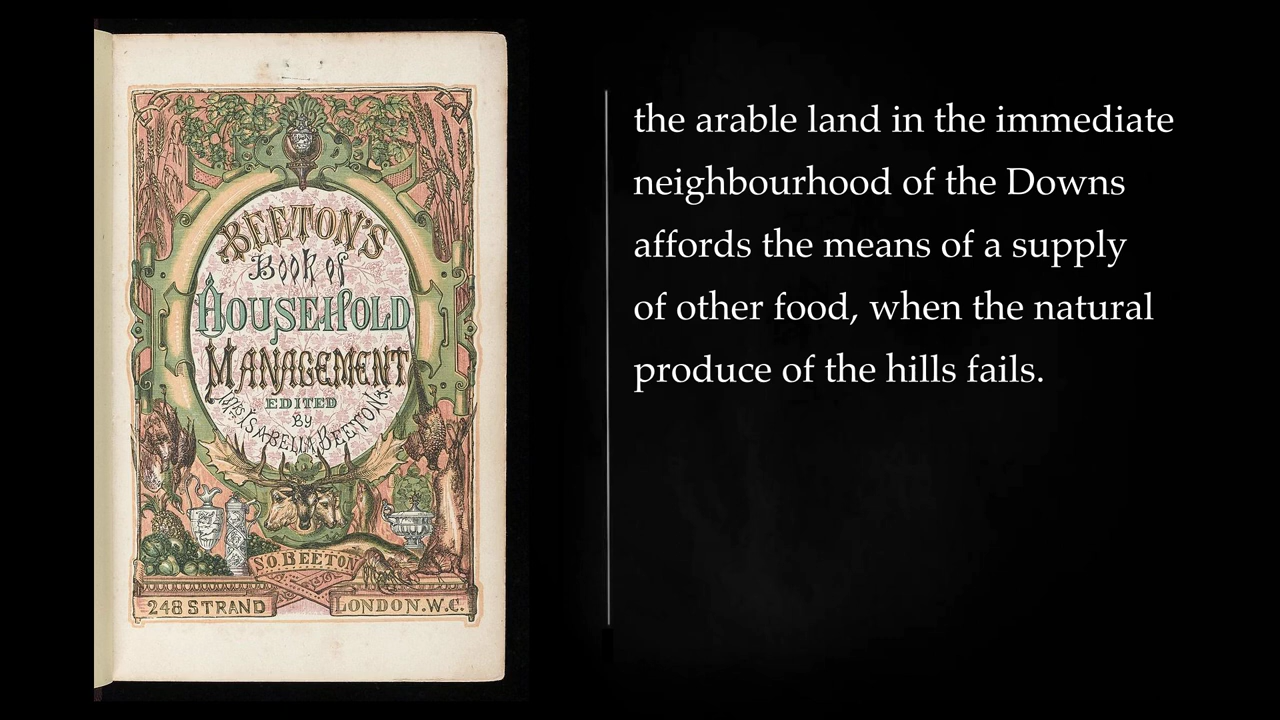 BEETON'S
Book of
HOUSEHOLD
MANAGEMENT
EDITED
BY
MRS ISABELLA BEETON
S.O. BEETON
248 STRAND
LONDON. W.C.
the arable land in the immediate
neighbourhood of the Downs
affords the means of a supply
of other food, when the natural
produce of the hills fails.